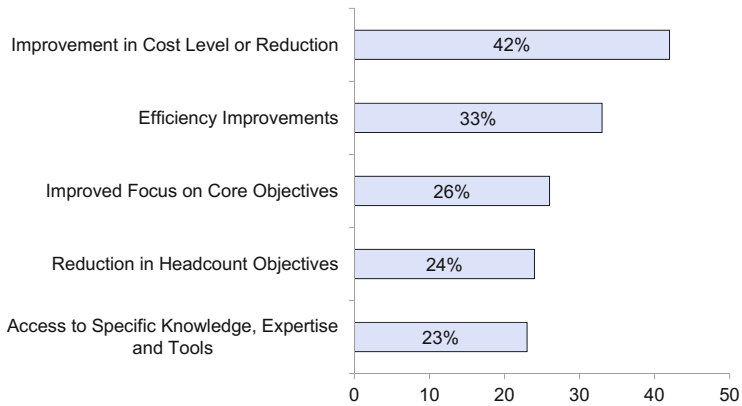 Improvement in Cost Level or Reduction
42%
Efficiency Improvements
33%
Improved Focus on Core Objectives
26%
Reduction in Headcount Objectives
24%
Access to Specific Knowledge, Expertise
and Tools
23%
0 10 20 30 40 50